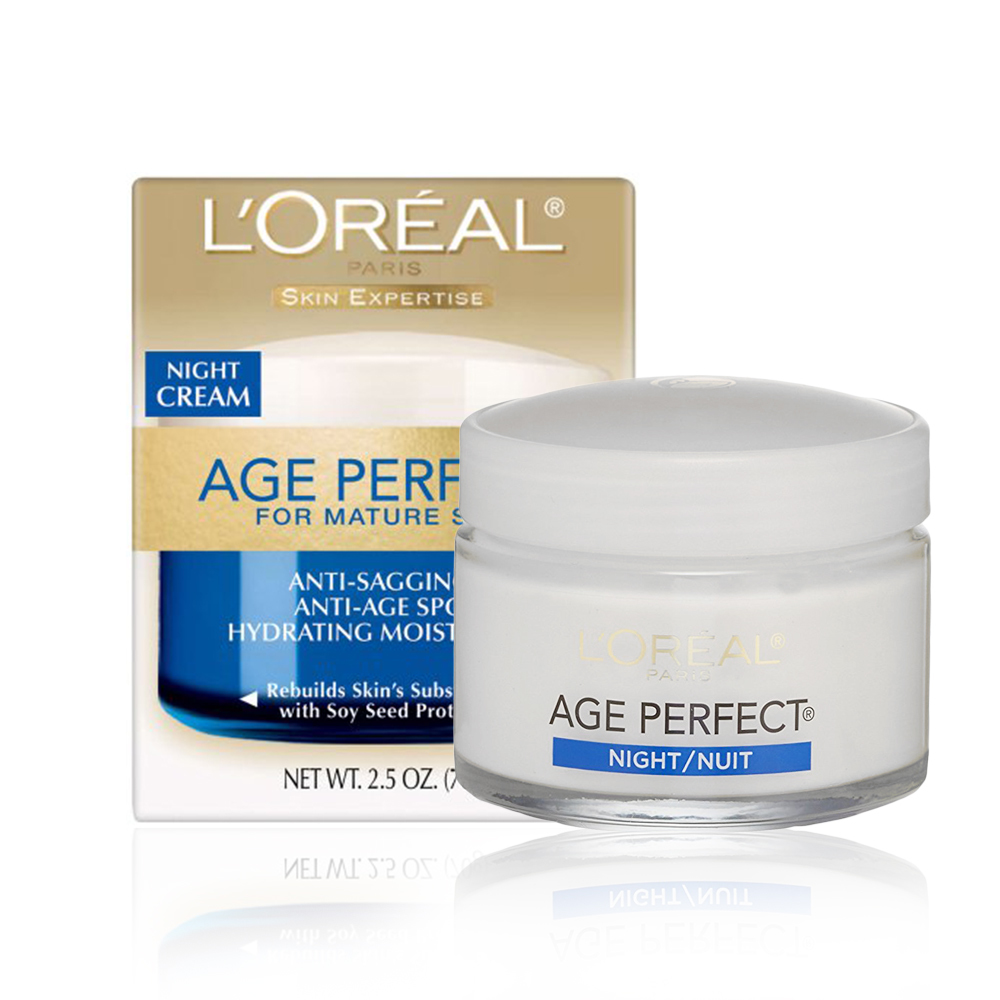 L'ORÉAL®
PARIS
SKIN EXPERTISE
NIGHT
CREAM
AGE PERF
FOR MATURE S
ANTI-SAGGING
ANTI-AGE SPO
HYDRATING MOIST
Rebuilds Skin's Subs
with Soy Seed Prot
NET WT. 2.5 OZ. (7
L'ORÉAL®
PARIS
AGE PERFECT®
NIGHT/NUIT